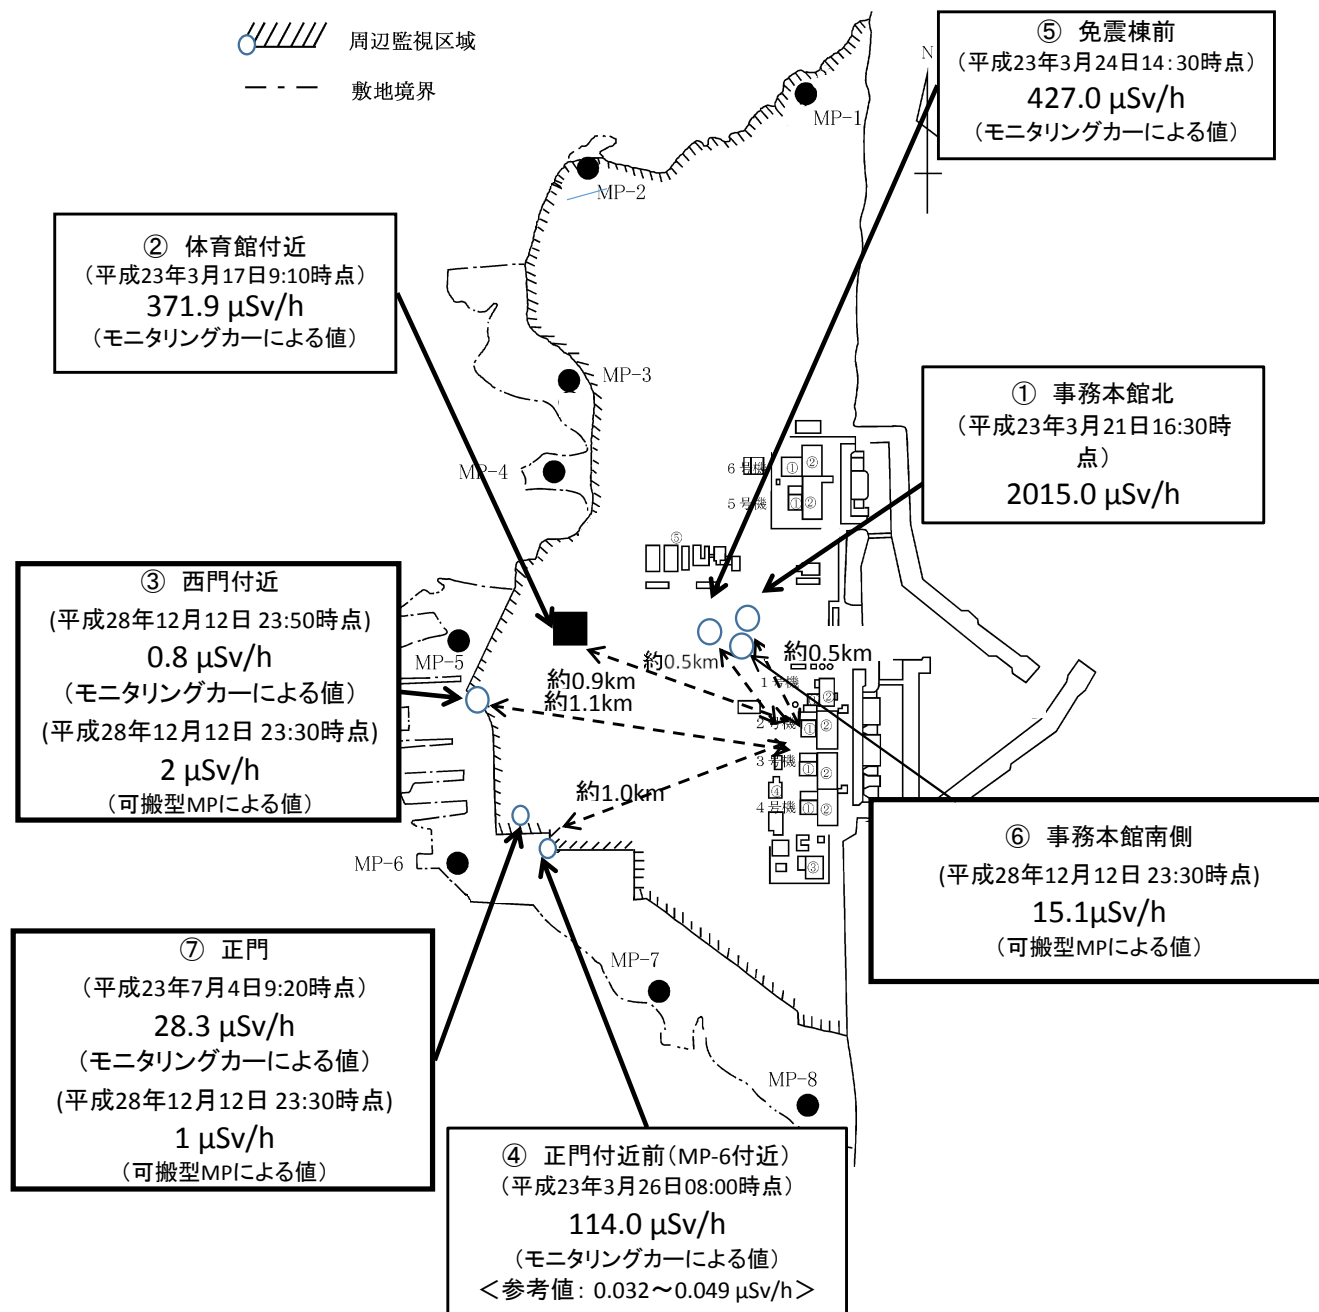 周辺監視区域
敷地境界
⑤ 免震棟前
(平成23年3月24日14:30時点)
427.0 μSv/h
(モニタリングカーによる値)
N
MP-1
MP-2
② 体育館付近
(平成23年3月17日9:10時点)
371.9 μSv/h
(モニタリングカーによる値)
MP-3
① 事務本館北
(平成23年3月21日16:30時
点)
2015.0 μSv/h
MP-4
6号機
①
②
5号機
①
②
⑤
③ 西門付近
(平成28年12月12日 23:50時点)
0.8 μSv/h
(モニタリングカーによる値)
(平成28年12月12日 23:30時点)
2 μSv/h
(可搬型MPによる値)
MP-5
約0.5km
約0.5km
約0.9km
約1.1km
1号機
②
2号機
①
②
3号機
①
②
④
4号機
①
②
③
約1.0km
MP-6
⑥ 事務本館南側
(平成28年12月12日 23:30時点)
15.1μSv/h
(可搬型MPによる値)
⑦ 正門
(平成23年7月4日9:20時点)
28.3 μSv/h
(モニタリングカーによる値)
(平成28年12月12日 23:30時点)
1 μSv/h
(可搬型MPによる値)
MP-7
MP-8
④ 正門付近前(MP-6付近)
(平成23年3月26日08:00時点)
114.0 μSv/h
(モニタリングカーによる値)
<参考値: 0.032~0.049 μSv/h>